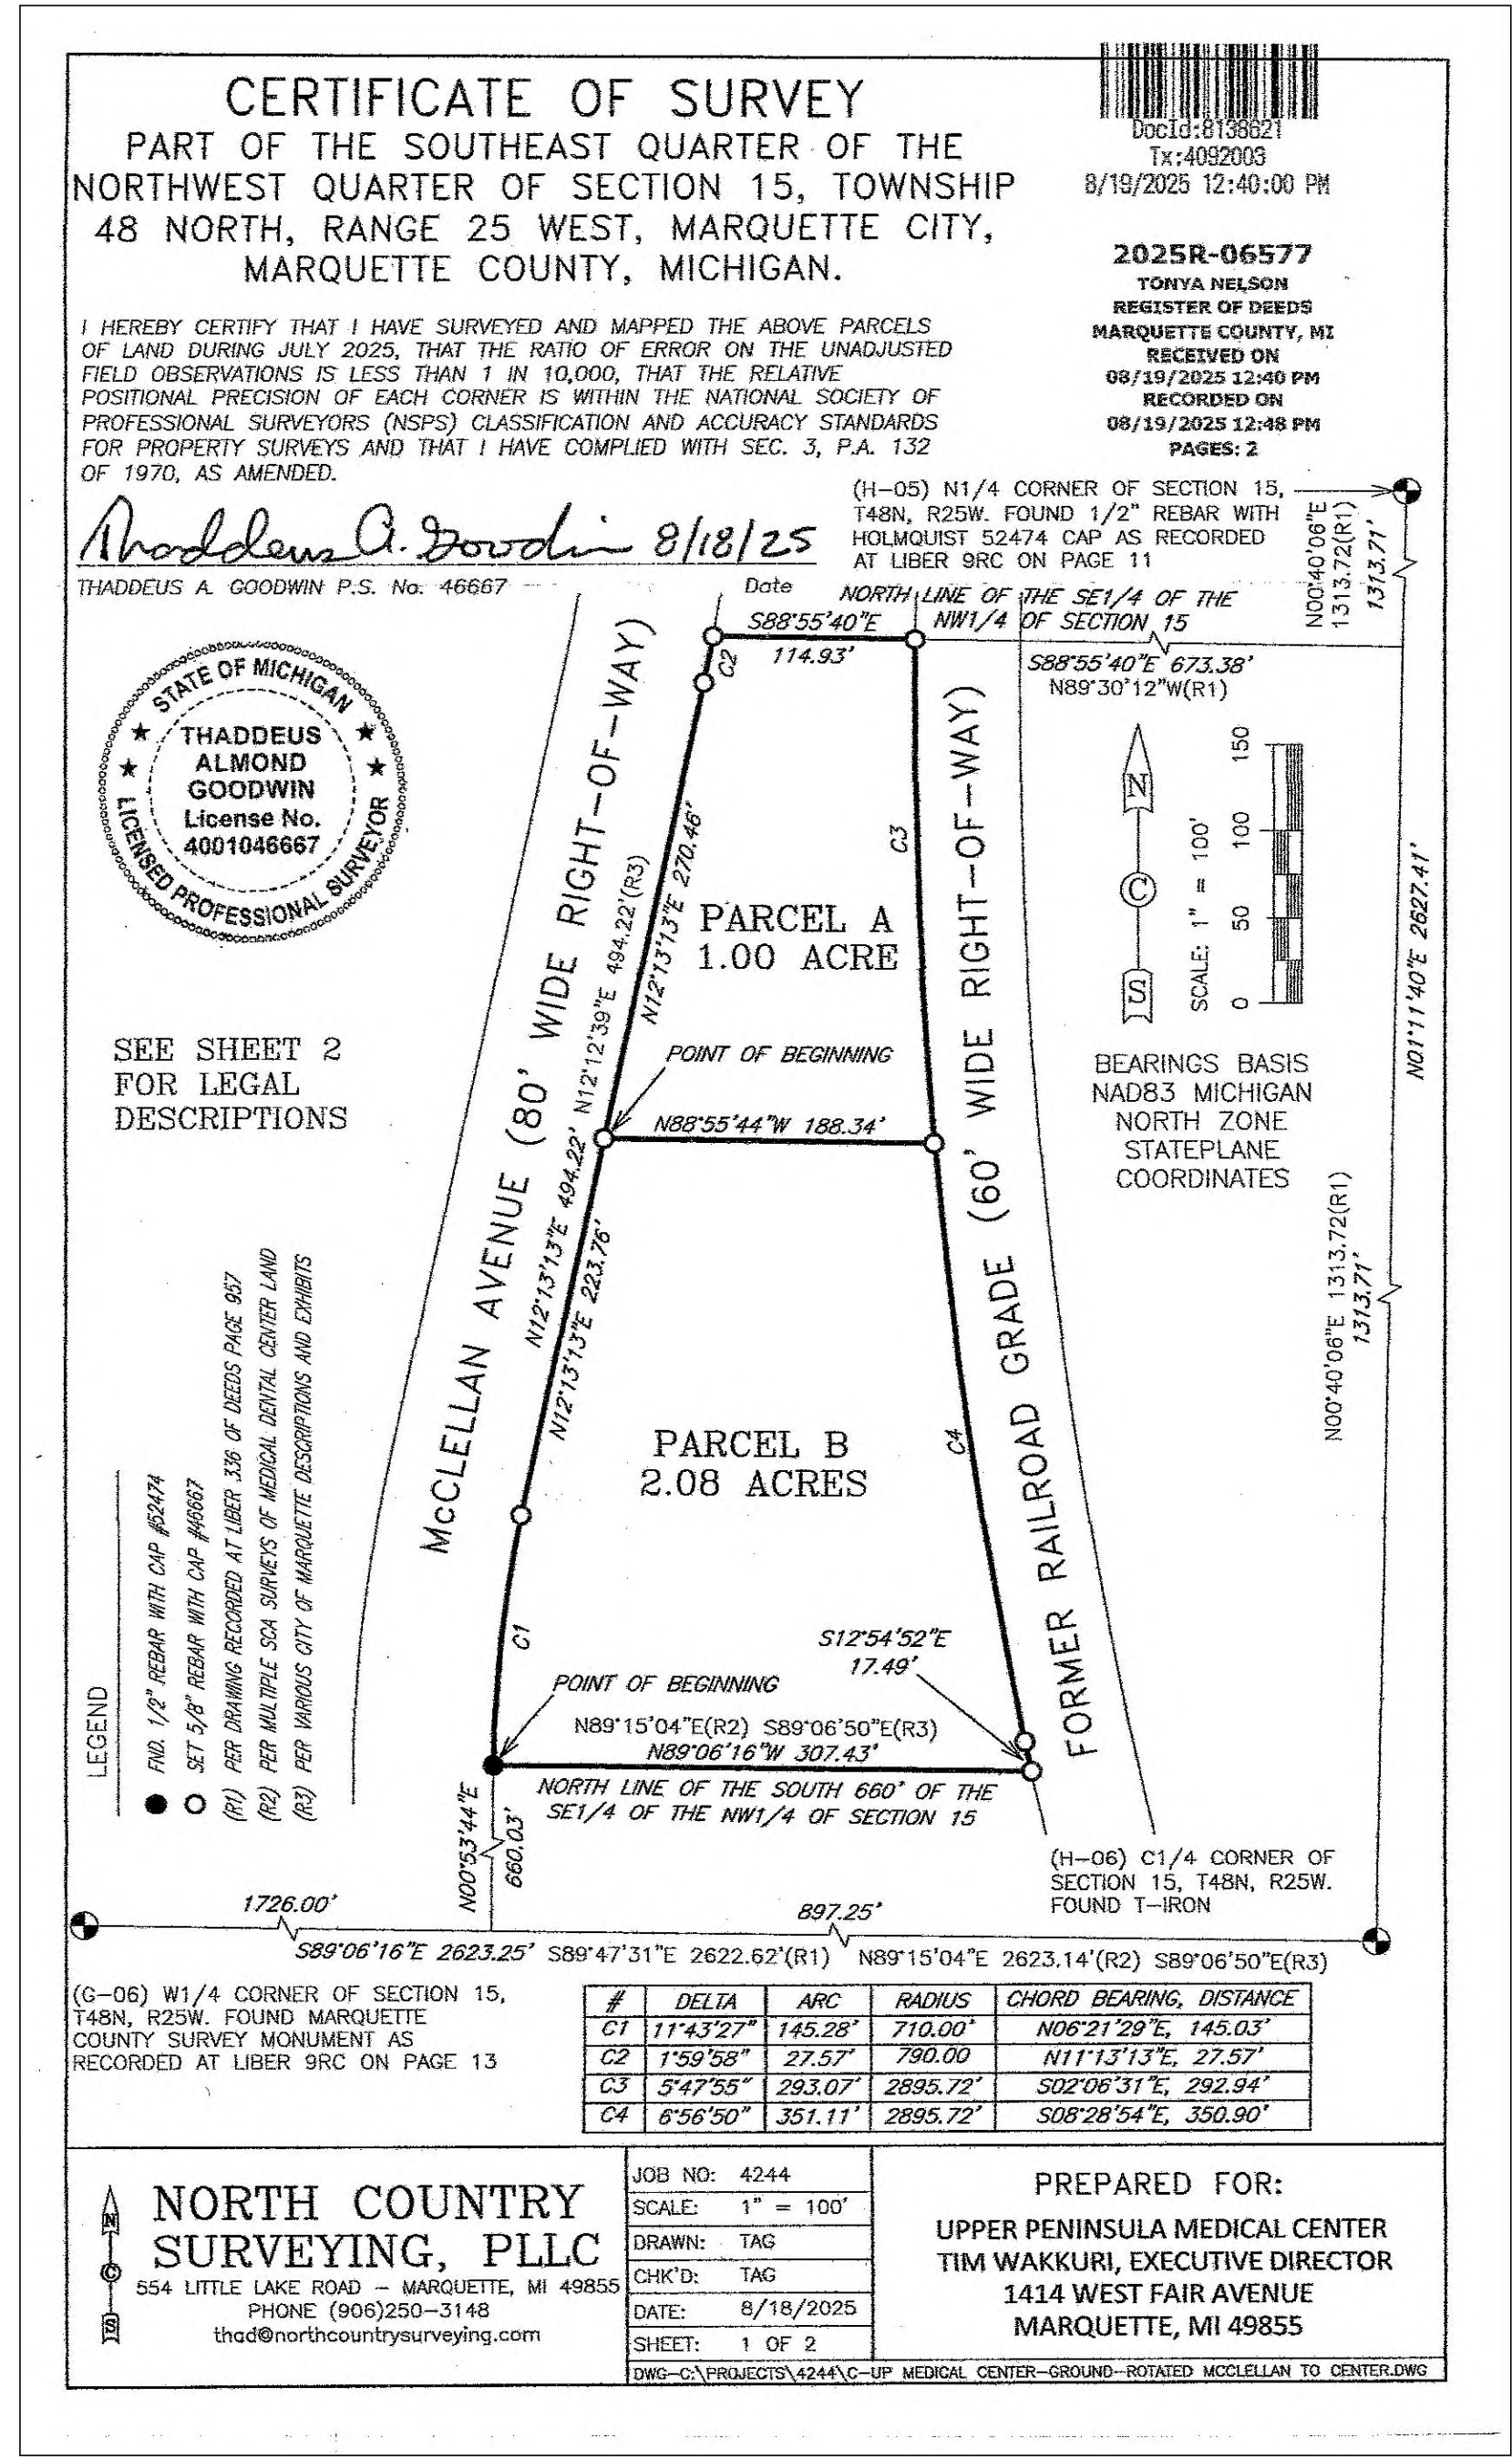 CERTIFICATE OF SURVEY
PART OF THE SOUTHEAST QUARTER OF THE
NORTHWEST QUARTER OF SECTION 15, TOWNSHIP
48 NORTH, RANGE 25 WEST, MARQUETTE CITY,
MARQUETTE COUNTY, MICHIGAN.
DocId:8138621
Tx:4092003
8/19/2025 12:40:00 PM
2025R-06577
TONYA NELSON
REGISTER OF DEEDS
MARQUETTE COUNTY, MI
RECEIVED ON
08/19/2025 12:40 PM
RECORDED ON
08/19/2025 12:48 PM
PAGES: 2
I HEREBY CERTIFY THAT I HAVE SURVEYED AND MAPPED THE ABOVE PARCELS
OF LAND DURING JULY 2025, THAT THE RATIO OF ERROR ON THE UNADJUSTED
FIELD OBSERVATIONS IS LESS THAN 1 IN 10,000, THAT THE RELATIVE
POSITIONAL PRECISION OF EACH CORNER IS WITHIN THE NATIONAL SOCIETY OF
PROFESSIONAL SURVEYORS (NSPS) CLASSIFICATION AND ACCURACY STANDARDS
FOR PROPERTY SURVEYS AND THAT I HAVE COMPLIED WITH SEC. 3, P.A. 132
OF 1970, AS AMENDED.
Thaddeus A. Goodwin 8/18/25
THADDEUS A. GOODWIN P.S. No. 46667 Date
(H-05) N1/4 CORNER OF SECTION 15,
T48N, R25W. FOUND 1/2" REBAR WITH
HOLMQUIST 52474 CAP AS RECORDED
AT LIBER 9RC ON PAGE 11
N00°40'06"E
1313.72(R1)
1313.71'
NORTH LINE OF THE SE1/4 OF THE
NW1/4 OF SECTION 15
S88°55'40"E
114.93'
S88°55'40"E 673.38'
N89°30'12"W(R1)
STATE OF MICHIGAN
THADDEUS
ALMOND
GOODWIN
License No.
4001046667
LICENSED PROFESSIONAL SURVEYOR
C2
C3
McCLELLAN AVENUE (80' WIDE RIGHT-OF-WAY)
N12°13'13"E 494.22' N12°12'39"E 494.22'(R3)
N12°13'13"E 270.46'
PARCEL A
1.00 ACRE
FORMER RAILROAD GRADE (60' WIDE RIGHT-OF-WAY)
N
C
S
SCALE: 1" = 100'
0 50 100 150
N01°11'40"E 2627.41'
SEE SHEET 2
FOR LEGAL
DESCRIPTIONS
POINT OF BEGINNING
N88°55'44"W 188.34'
BEARINGS BASIS
NAD83 MICHIGAN
NORTH ZONE
STATEPLANE
COORDINATES
N12°13'13"E 223.76'
N00°40'06"E 1313.72(R1)
1313.71'
PARCEL B
2.08 ACRES
C4
C1
LEGEND
FND. 1/2" REBAR WITH CAP #52474
SET 5/8" REBAR WITH CAP #46667
(R1) PER DRAWING RECORDED AT LIBER 336 OF DEEDS PAGE 957
(R2) PER MULTIPLE SCA SURVEYS OF MEDICAL DENTAL CENTER LAND
(R3) PER VARIOUS CITY OF MARQUETTE DESCRIPTIONS AND EXHIBITS
S12°54'52"E
17.49'
POINT OF BEGINNING
N89°15'04"E(R2) S89°06'50"E(R3)
N89°06'16"W 307.43'
NORTH LINE OF THE SOUTH 660' OF THE
SE1/4 OF THE NW1/4 OF SECTION 15
N00°53'44"E
660.03'
(H-06) C1/4 CORNER OF
SECTION 15, T48N, R25W.
FOUND T-IRON
1726.00' 897.25'
S89°06'16"E 2623.25' S89°47'31"E 2622.62'(R1) N89°15'04"E 2623.14'(R2) S89°06'50"E(R3)
(G-06) W1/4 CORNER OF SECTION 15,
T48N, R25W. FOUND MARQUETTE
COUNTY SURVEY MONUMENT AS
RECORDED AT LIBER 9RC ON PAGE 13
# DELTA ARC RADIUS CHORD BEARING, DISTANCE
C1 11°43'27" 145.28' 710.00' N06°21'29"E, 145.03'
C2 1°59'58" 27.57' 790.00 N11°13'13"E, 27.57'
C3 5°47'55" 293.07' 2895.72' S02°06'31"E, 292.94'
C4 6°56'50" 351.11' 2895.72' S08°28'54"E, 350.90'
N
C
S
NORTH COUNTRY
SURVEYING, PLLC
554 LITTLE LAKE ROAD - MARQUETTE, MI 49855
PHONE (906)250-3148
thad@northcountrysurveying.com
JOB NO: 4244
SCALE: 1" = 100'
DRAWN: TAG
CHK'D: TAG
DATE: 8/18/2025
SHEET: 1 OF 2
PREPARED FOR:
UPPER PENINSULA MEDICAL CENTER
TIM WAKKURI, EXECUTIVE DIRECTOR
1414 WEST FAIR AVENUE
MARQUETTE, MI 49855
DWG-C:\PROJECTS\4244\C-UP MEDICAL CENTER-GROUND-ROTATED MCCLELLAN TO CENTER.DWG